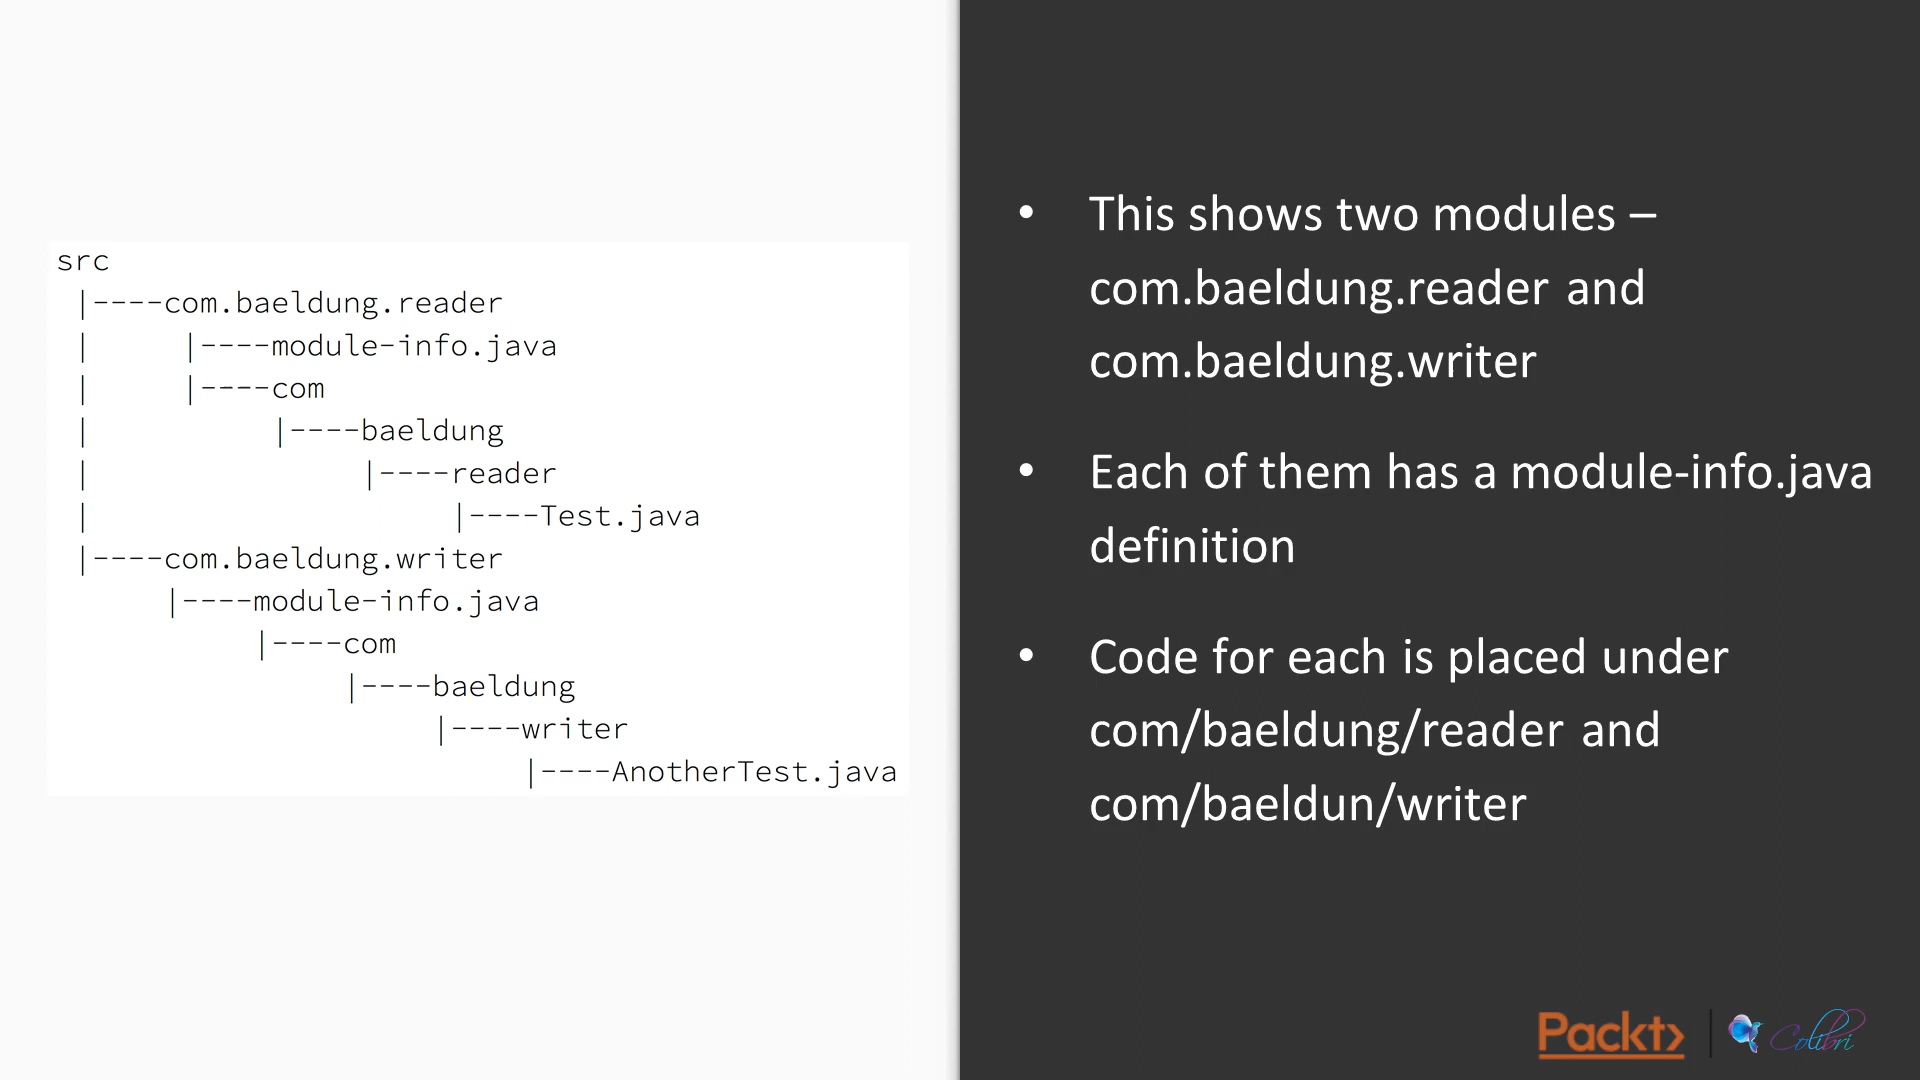 src
|----com.baeldung.reader
|     |----module-info.java
|     |----com
|          |----baeldung
|               |----reader
|                    |----Test.java
|----com.baeldung.writer
     |----module-info.java
          |----com
               |----baeldung
                    |----writer
                         |----AnotherTest.java
• This shows two modules –
com.baeldung.reader and
com.baeldung.writer
• Each of them has a module-info.java
definition
• Code for each is placed under
com/baeldung/reader and
com/baeldun/writer
Packt>
Colibri